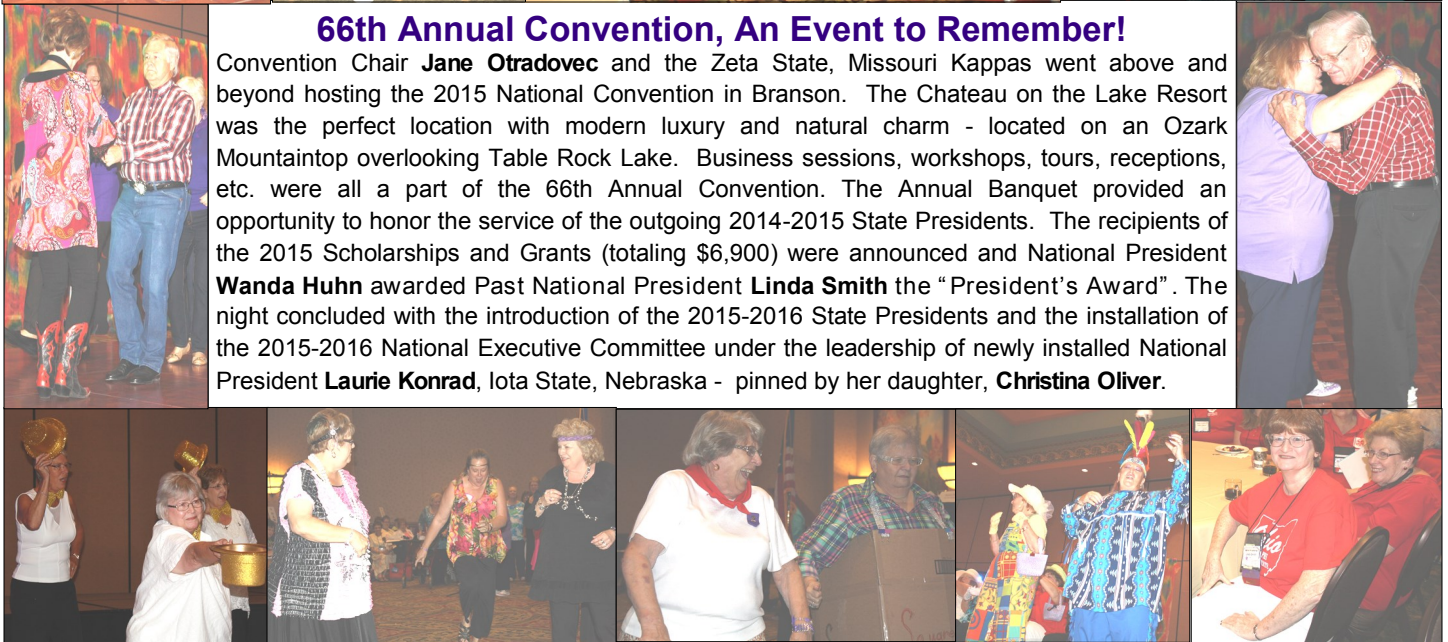 66th Annual Convention, An Event to Remember!
Convention Chair Jane Otradovec and the Zeta State, Missouri Kappas went above and
beyond hosting the 2015 National Convention in Branson. The Chateau on the Lake Resort
was the perfect location with modern luxury and natural charm - located on an Ozark
Mountaintop overlooking Table Rock Lake. Business sessions, workshops, tours, receptions,
etc. were all a part of the 66th Annual Convention. The Annual Banquet provided an
opportunity to honor the service of the outgoing 2014-2015 State Presidents. The recipients of
the 2015 Scholarships and Grants (totaling $6,900) were announced and National President
Wanda Huhn awarded Past National President Linda Smith the “President’s Award”. The
night concluded with the introduction of the 2015-2016 State Presidents and the installation of
the 2015-2016 National Executive Committee under the leadership of newly installed National
President Laurie Konrad, Iota State, Nebraska - pinned by her daughter, Christina Oliver.